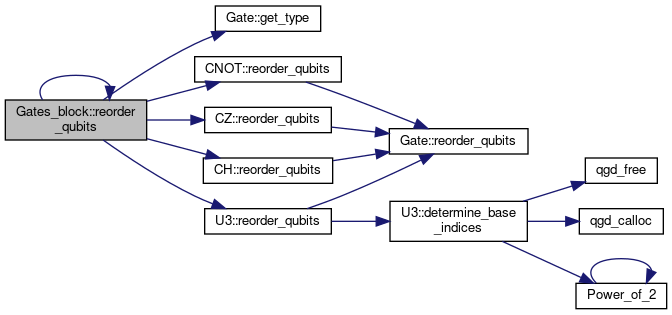 Gate::get_type
CNOT::reorder_qubits
Gates_block::reorder
_qubits
CZ::reorder_qubits
CH::reorder_qubits
U3::reorder_qubits
Gate::reorder_qubits
U3::determine_base
_indices
qgd_free
qgd_calloc
Power_of_2